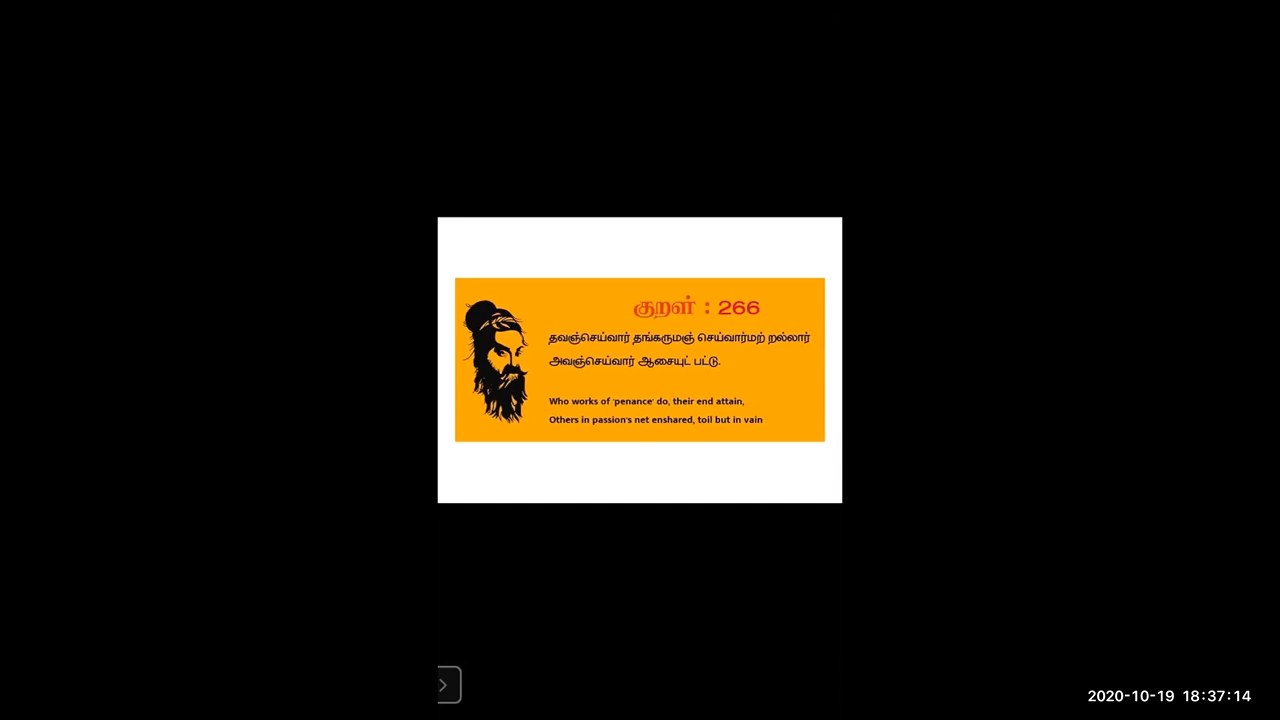 குறள் : 266
தவஞ்செய்வார் தங்கருமஞ் செய்வார்மற் றல்லார்
அவஞ்செய்வார் ஆசையுட் பட்டு.
Who works of 'penance' do, their end attain,
Others in passion's net enshared, toil but in vain
2020-10-19 18:37:14